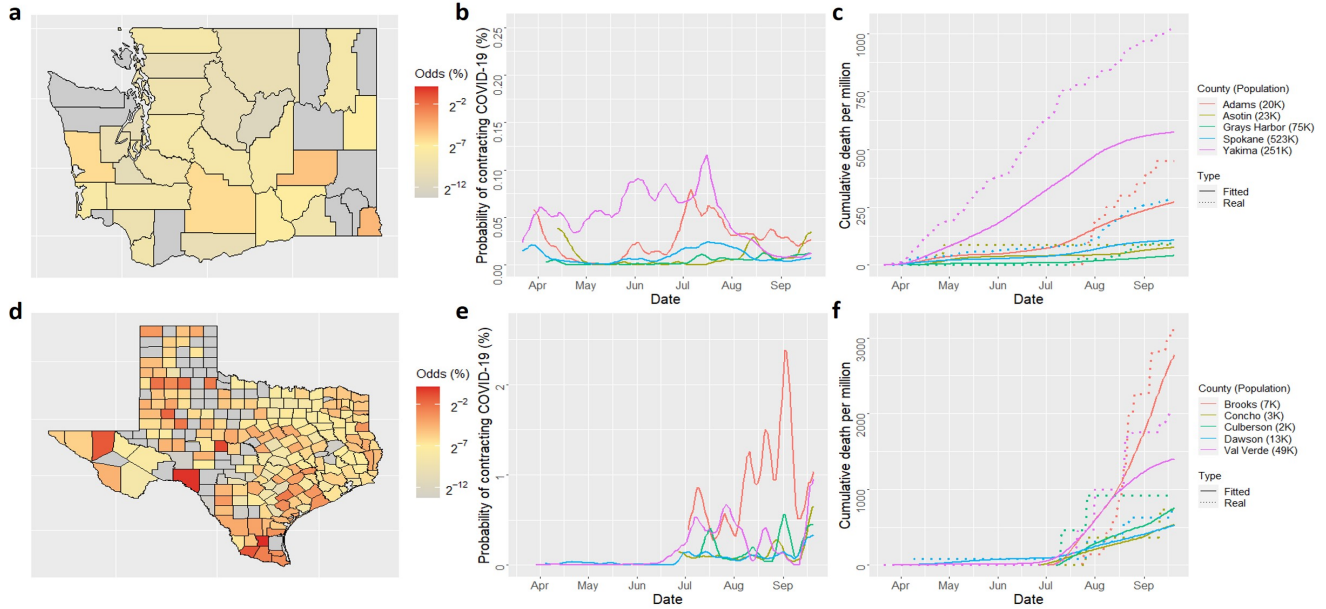 a
Odds (%)
2⁻²
2⁻⁷
2⁻¹²
b
Probability of contracting COVID-19 (%)
0.25
0.20
0.15
0.10
0.05
0.00
Apr May Jun Jul Aug Sep
Date
c
Cumulative death per million
1000
750
500
250
0
Apr May Jun Jul Aug Sep
Date
County (Population)
Adams (20K)
Asotin (23K)
Grays Harbor (75K)
Spokane (523K)
Yakima (251K)
Type
Fitted
Real
d
Odds (%)
2⁻²
2⁻⁷
2⁻¹²
e
Probability of contracting COVID-19 (%)
2
1
0
Apr May Jun Jul Aug Sep
Date
f
Cumulative death per million
3000
2000
1000
0
Apr May Jun Jul Aug Sep
Date
County (Population)
Brooks (7K)
Concho (3K)
Culberson (2K)
Dawson (13K)
Val Verde (49K)
Type
Fitted
Real